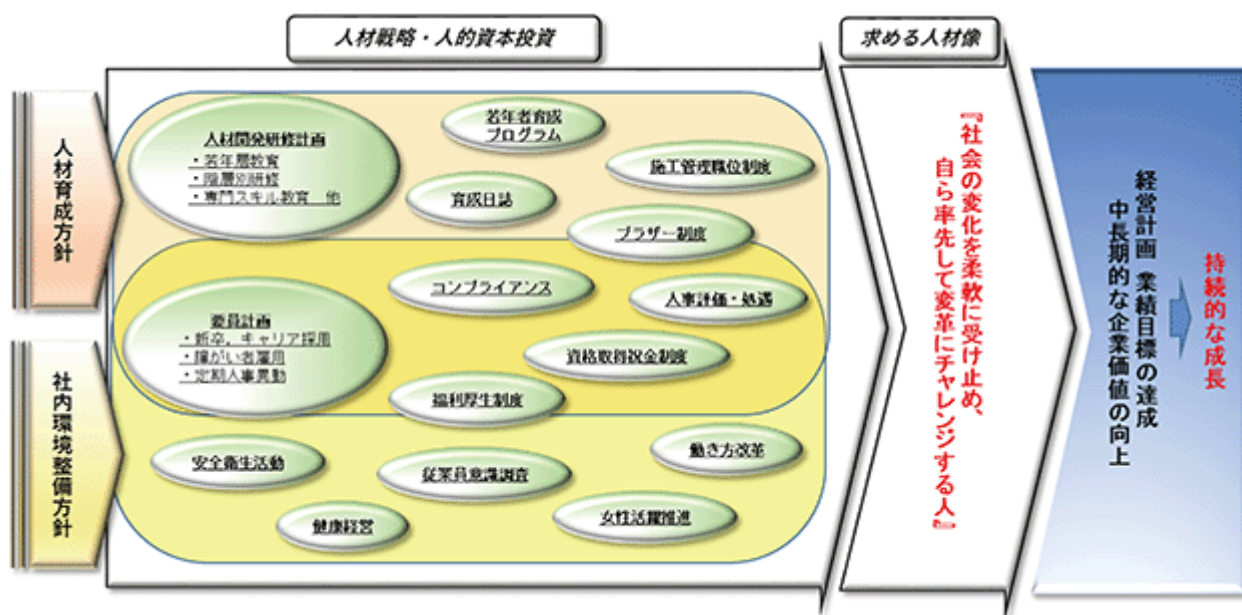 人材戦略・人的資本投資
求める人材像
人材育成方針
社内環境整備方針
人材開発研修計画
・若年層教育
・階層別研修
・専門スキル教育 他
若年者育成
プログラム
施工管理職位制度
育成日誌
ブラザー制度
コンプライアンス
人事評価・処遇
要員計画
・新卒，キャリア採用
・障がい者雇用
・定期人事異動
資格取得祝金制度
福利厚生制度
安全衛生活動
従業員意識調査
働き方改革
健康経営
女性活躍推進
『社会の変化を柔軟に受け止め、
自ら率先して変革にチャレンジする人』
経営計画 業績目標の達成
中長期的な企業価値の向上
持続的な成長